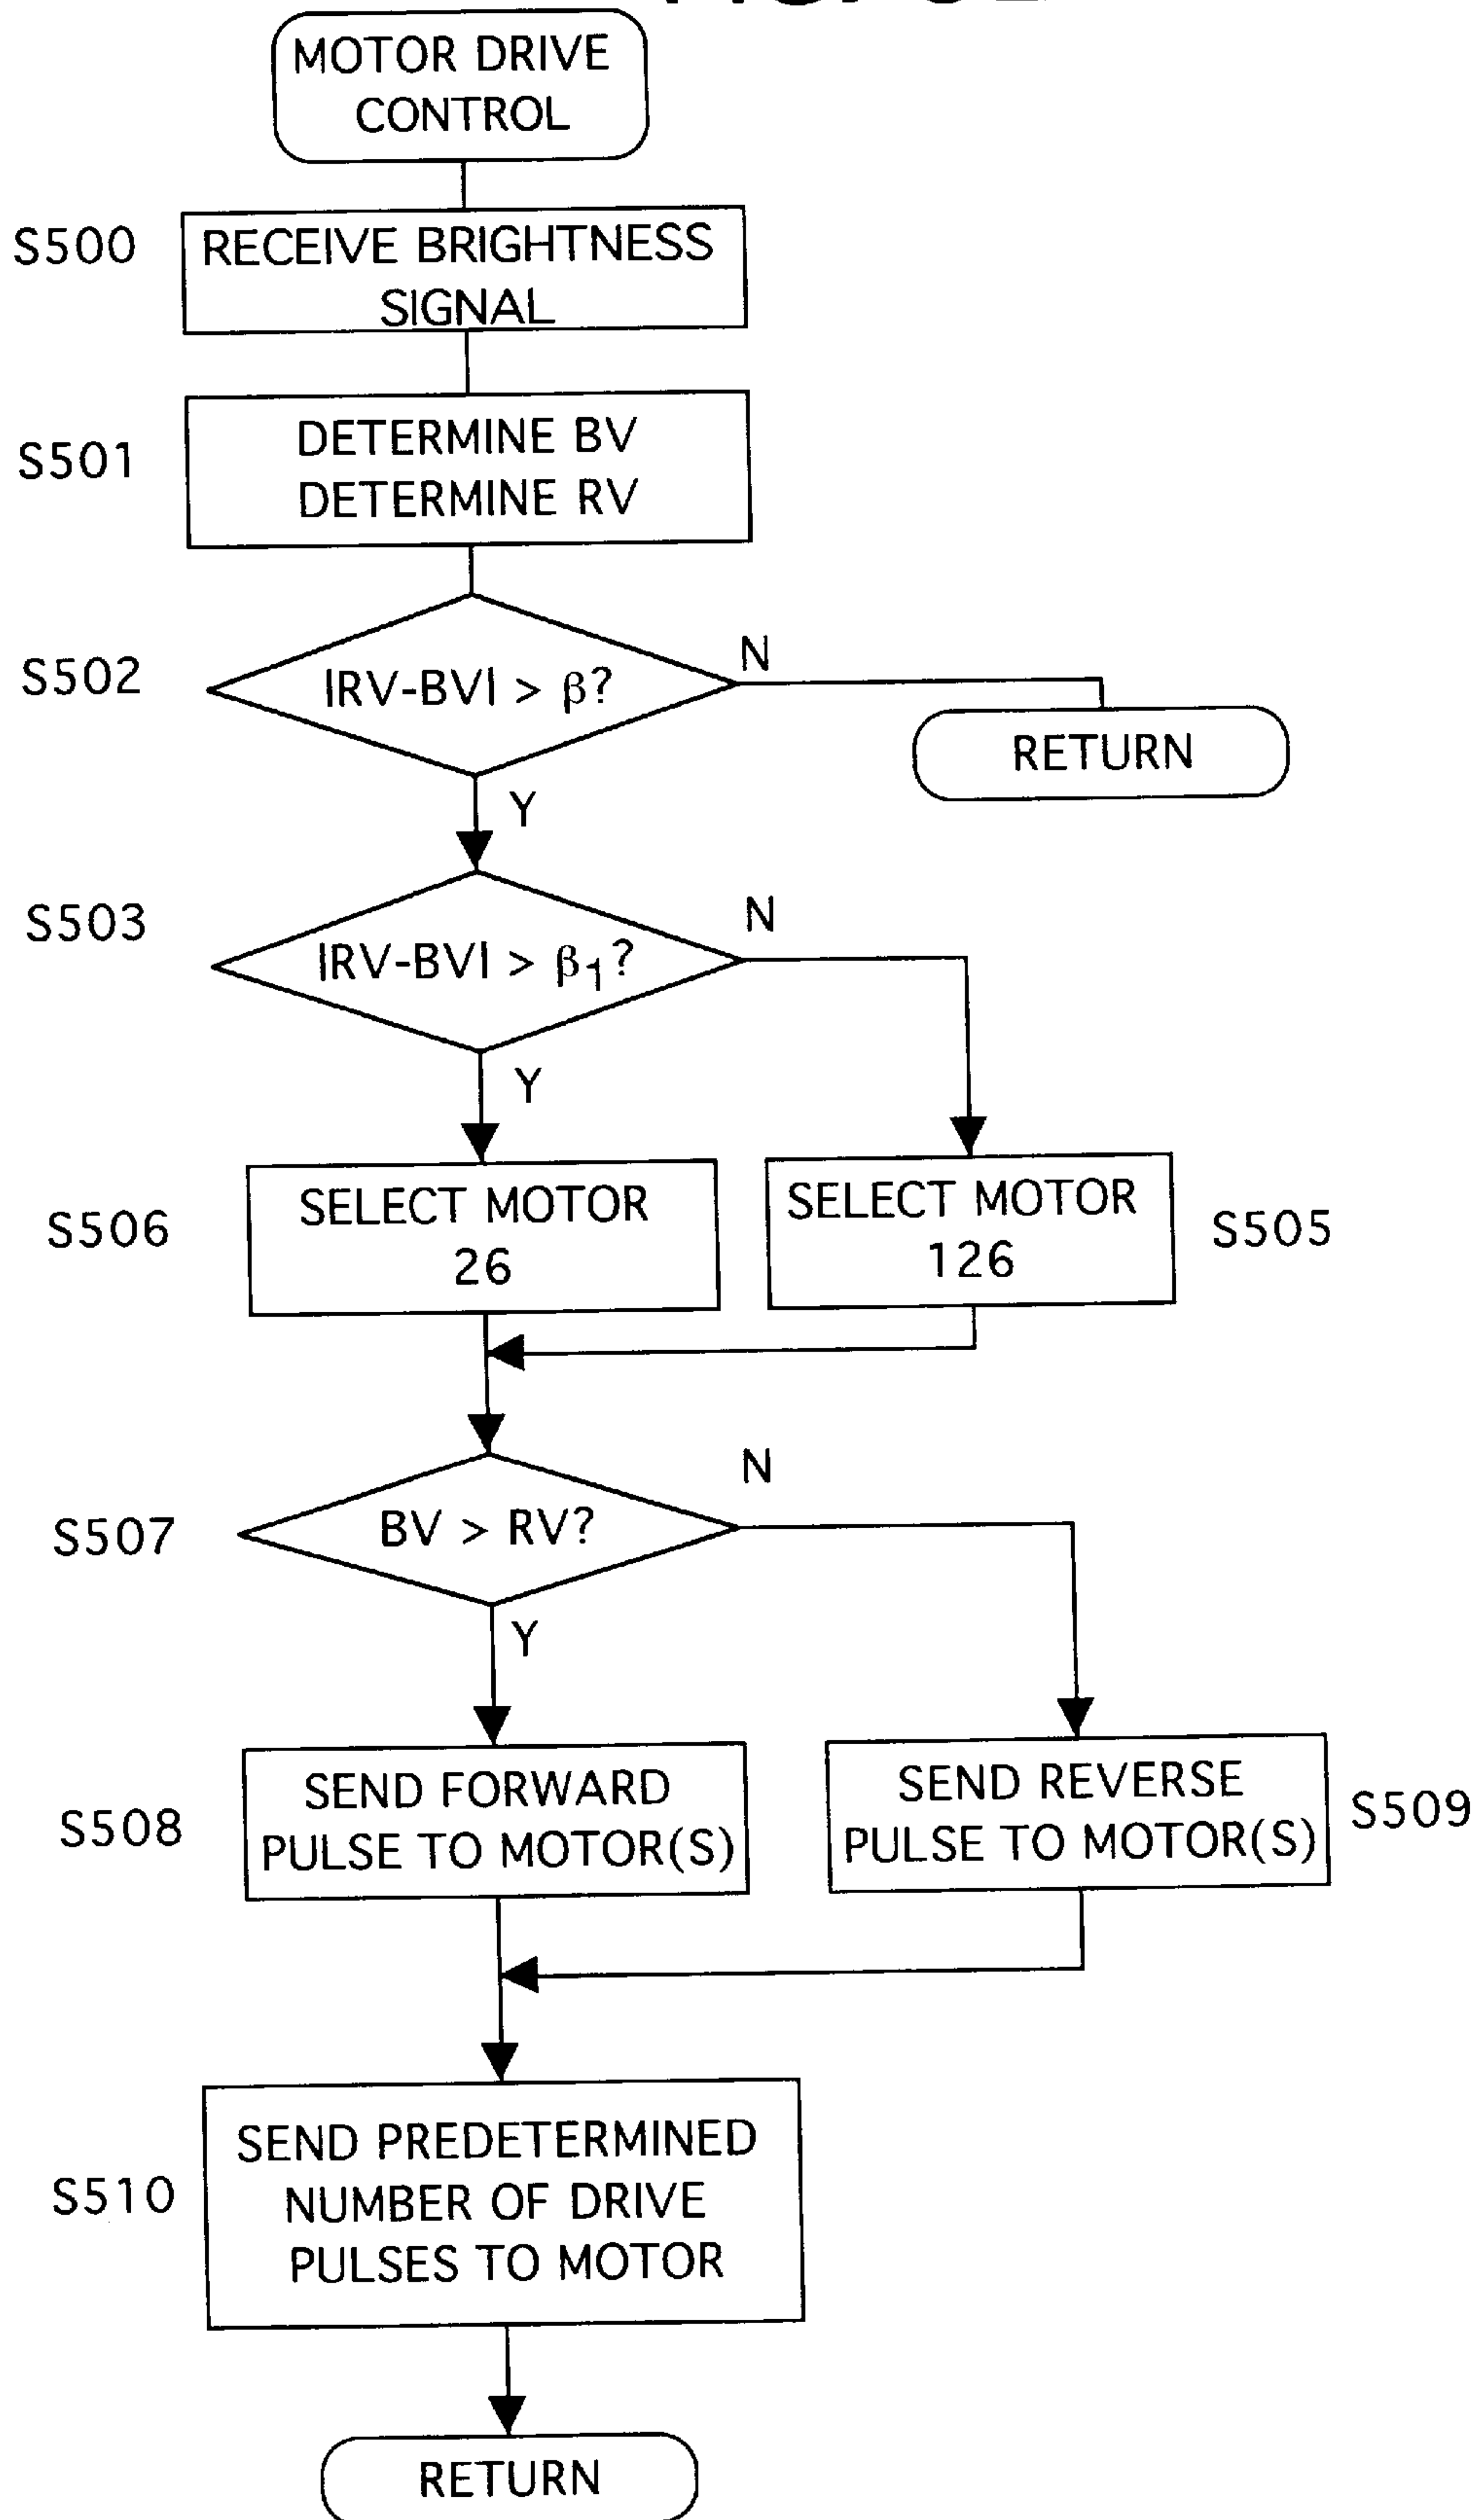 MOTOR DRIVE
CONTROL
S500
RECEIVE BRIGHTNESS
SIGNAL
S501
DETERMINE BV
DETERMINE RV
S502
|RV-BV| > β?
N
RETURN
Y
S503
|RV-BV| > β1?
N
Y
S506
SELECT MOTOR
26
SELECT MOTOR
126
S505
S507
BV > RV?
N
Y
S508
SEND FORWARD
PULSE TO MOTOR(S)
SEND REVERSE
PULSE TO MOTOR(S)
S509
S510
SEND PREDETERMINED
NUMBER OF DRIVE
PULSES TO MOTOR
RETURN